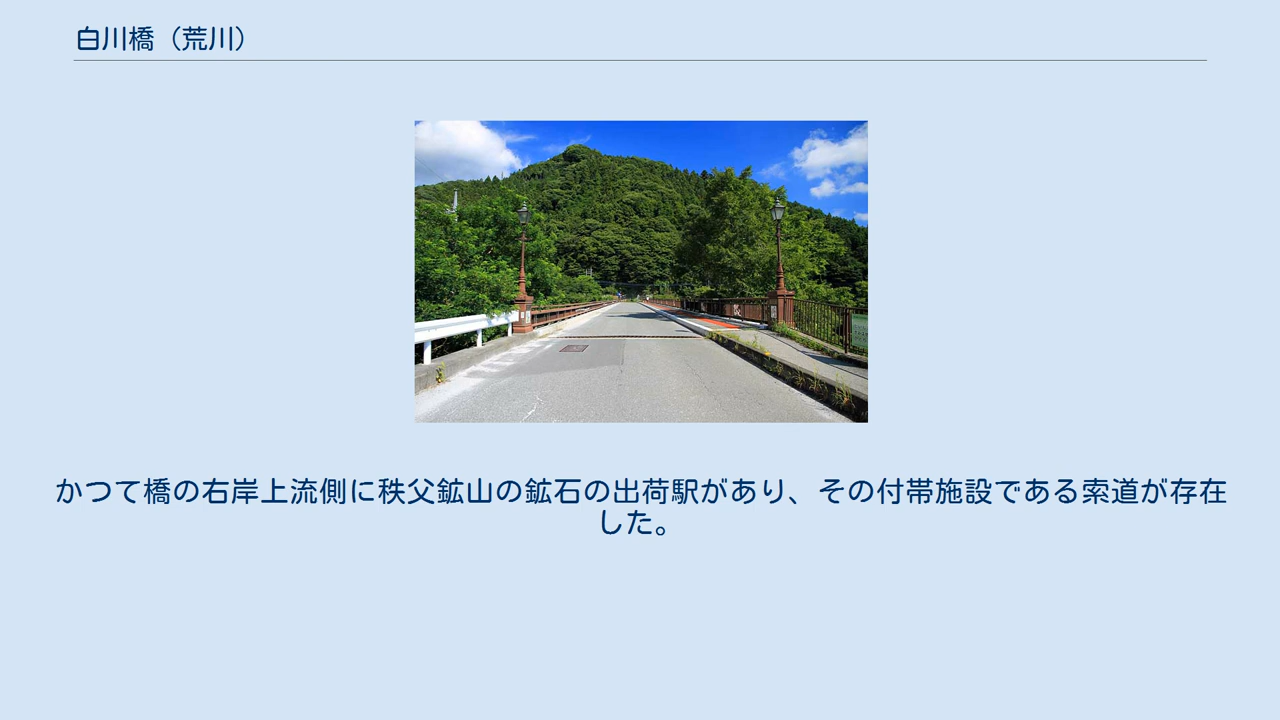 白川橋（荒川）
かつて橋の右岸上流側に秩父鉱山の鉱石の出荷駅があり、その付帯施設である索道が存在
した。